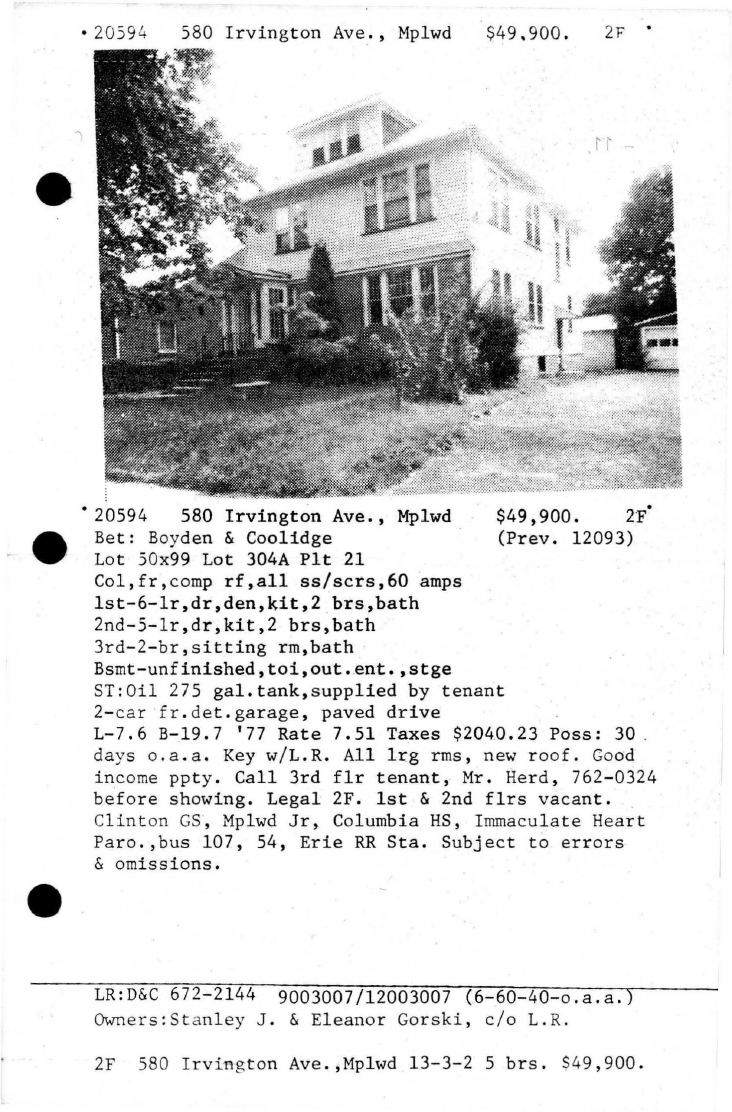 20594 580 Irvington Ave., Mplwd $49,900. 2F
20594 580 Irvington Ave., Mplwd $49,900. 2F
Bet: Boyden & Coolidge (Prev. 12093)
Lot 50x99 Lot 304A Plt 21
Col,fr,comp rf,all ss/scrs,60 amps
1st-6-lr,dr,den,kit,2 brs,bath
2nd-5-lr,dr,kit,2 brs,bath
3rd-2-br,sitting rm,bath
Bsmt-unfinished,toi,out.ent.,stge
ST:Oil 275 gal.tank,supplied by tenant
2-car fr.det.garage, paved drive
L-7.6 B-19.7 '77 Rate 7.51 Taxes $2040.23 Poss: 30
days o.a.a. Key w/L.R. All lrg rms, new roof. Good
income ppty. Call 3rd flr tenant, Mr. Herd, 762-0324
before showing. Legal 2F. 1st & 2nd flrs vacant.
Clinton GS, Mplwd Jr, Columbia HS, Immaculate Heart
Paro.,bus 107, 54, Erie RR Sta. Subject to errors
& omissions.
LR:D&C 672-2144 9003007/12003007 (6-60-40-o.a.a.)
Owners:Stanley J. & Eleanor Gorski, c/o L.R.
2F 580 Irvington Ave.,Mplwd 13-3-2 5 brs. $49,900.